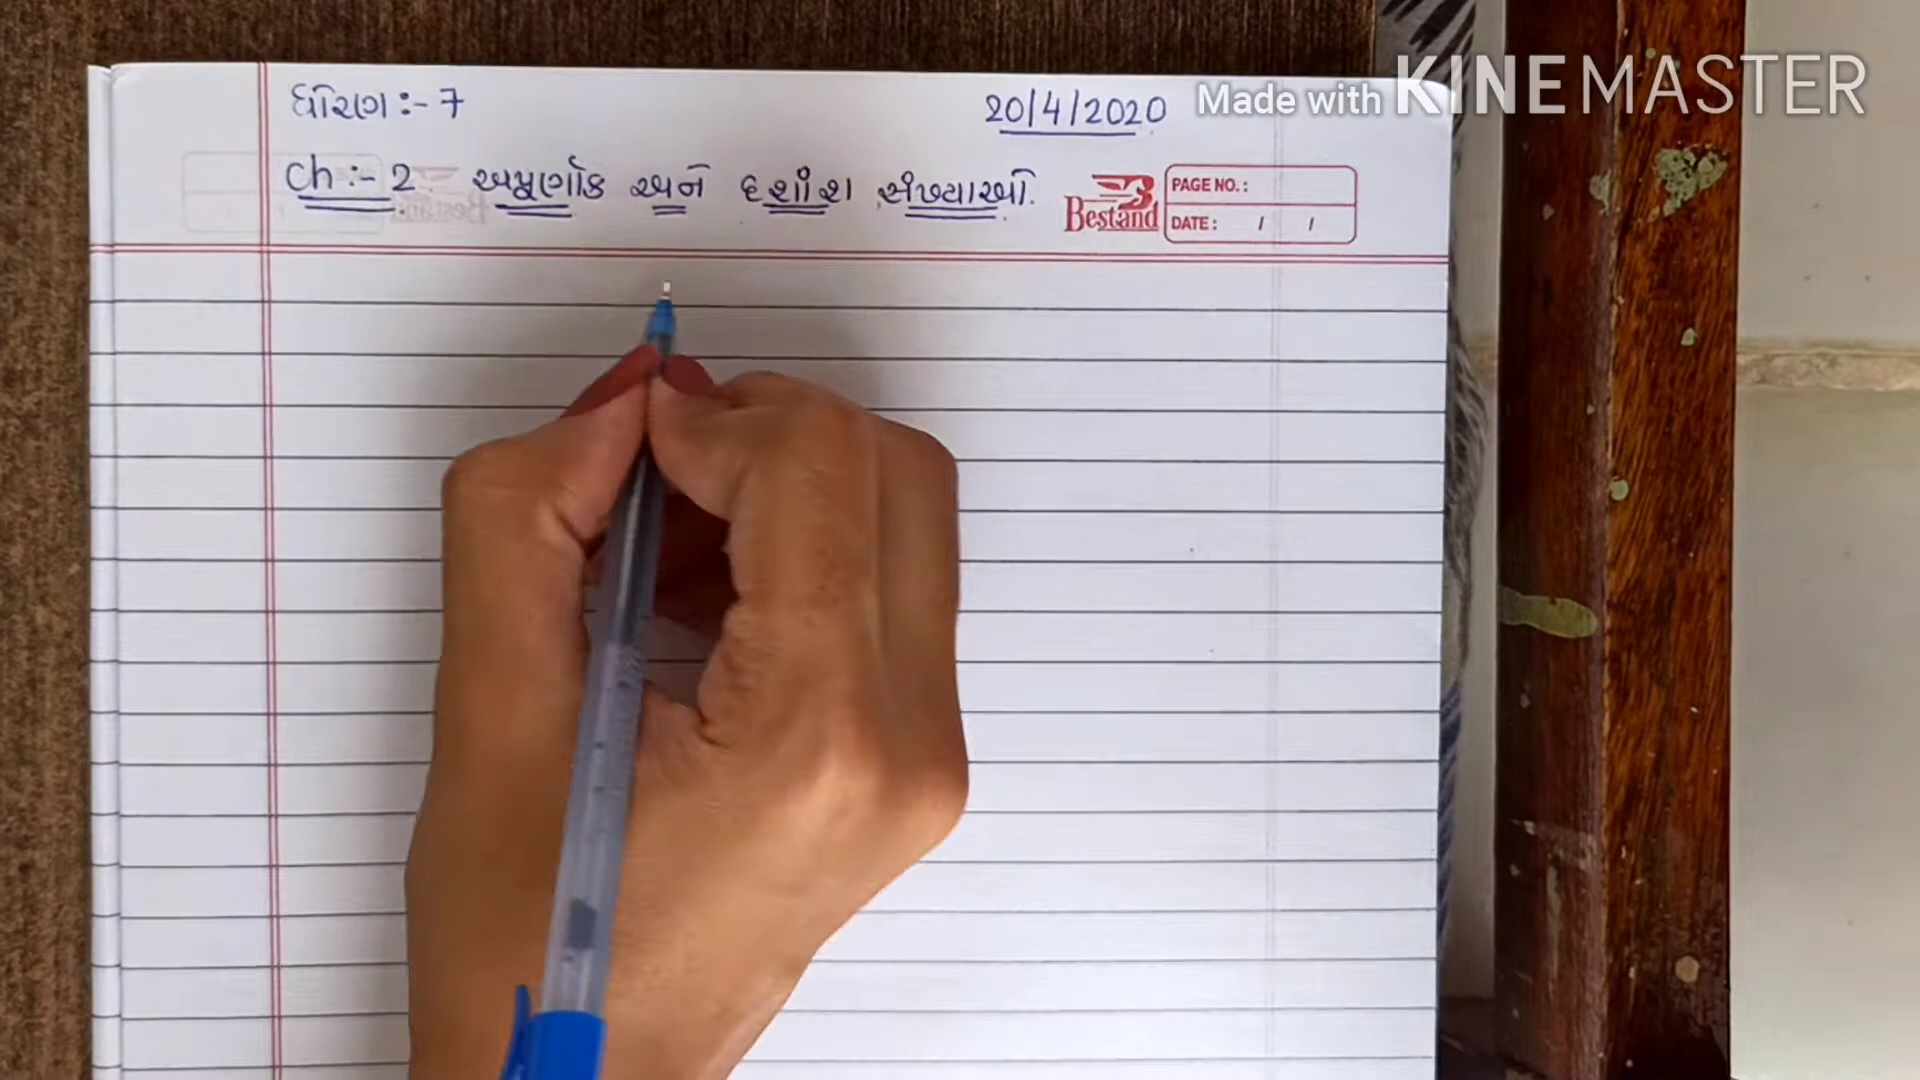 ધોરણ :- 7
20/4/2020
Made with KINEMASTER
Ch :- 2. અપૂર્ણાંક અને દશાંશ સંખ્યાઓ.
Bestand
PAGE NO. :
DATE : / /